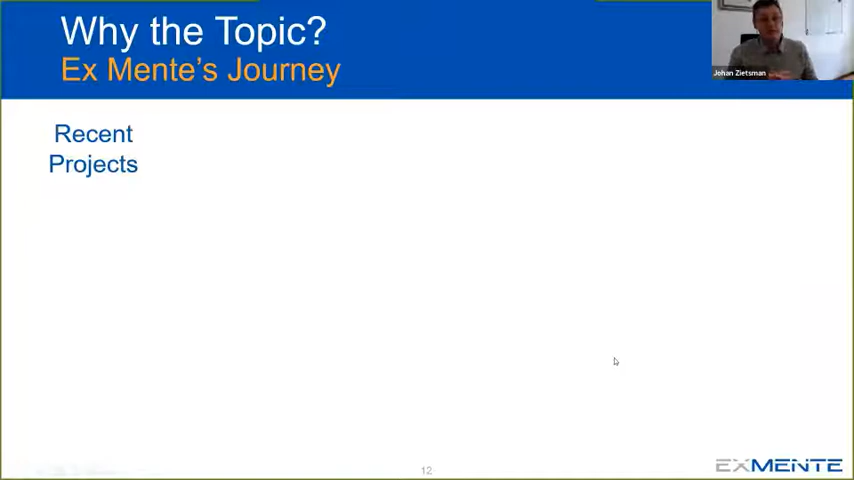 Why the Topic?
Ex Mente's Journey
Johan Zietsman
Recent
Projects
12
EXMENTE